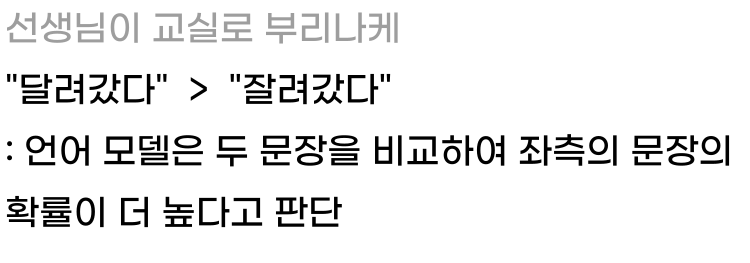 선생님이 교실로 부리나케
"달려갔다" > "잘려갔다"
: 언어 모델은 두 문장을 비교하여 좌측의 문장의
확률이 더 높다고 판단